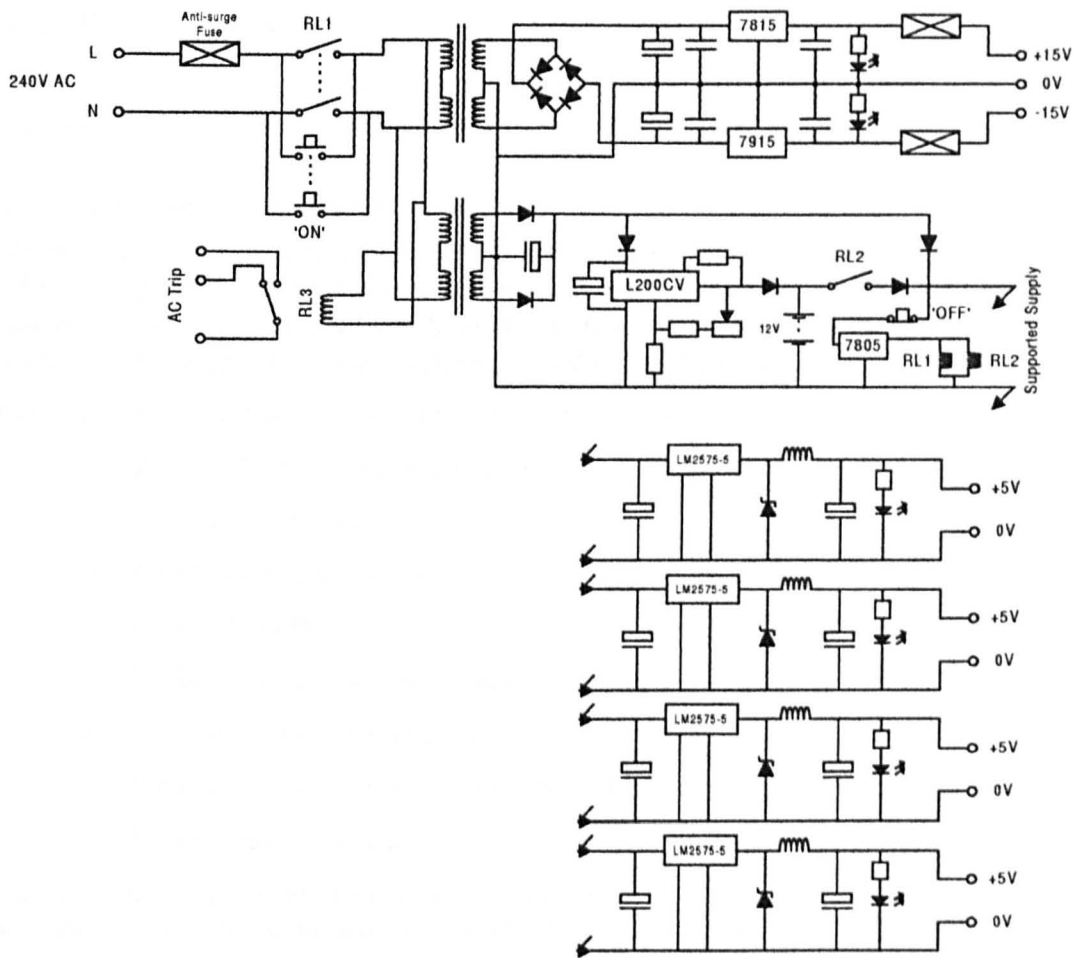 Anti-surge
Fuse
RL1
L
240V AC
N
'ON'
7815
7915
+15V
0V
-15V
AC Trip
RL3
L200CV
12V
RL2
'OFF'
7805
RL1
RL2
Supported Supply
LM2575-5
+5V
0V
LM2575-5
+5V
0V
LM2575-5
+5V
0V
LM2575-5
+5V
0V